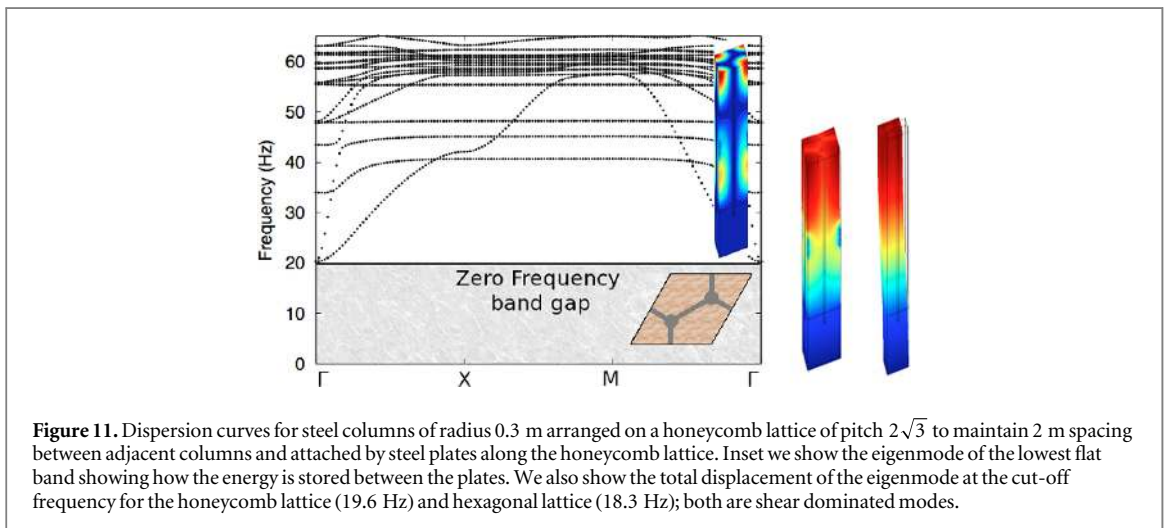 60
50
40
30
20
10
0
Frequency (Hz)
Zero Frequency
band gap
Γ X M Γ
Figure 11. Dispersion curves for steel columns of radius 0.3 m arranged on a honeycomb lattice of pitch 2√3 to maintain 2 m spacing
between adjacent columns and attached by steel plates along the honeycomb lattice. Inset we show the eigenmode of the lowest flat
band showing how the energy is stored between the plates. We also show the total displacement of the eigenmode at the cut-off
frequency for the honeycomb lattice (19.6 Hz) and hexagonal lattice (18.3 Hz); both are shear dominated modes.